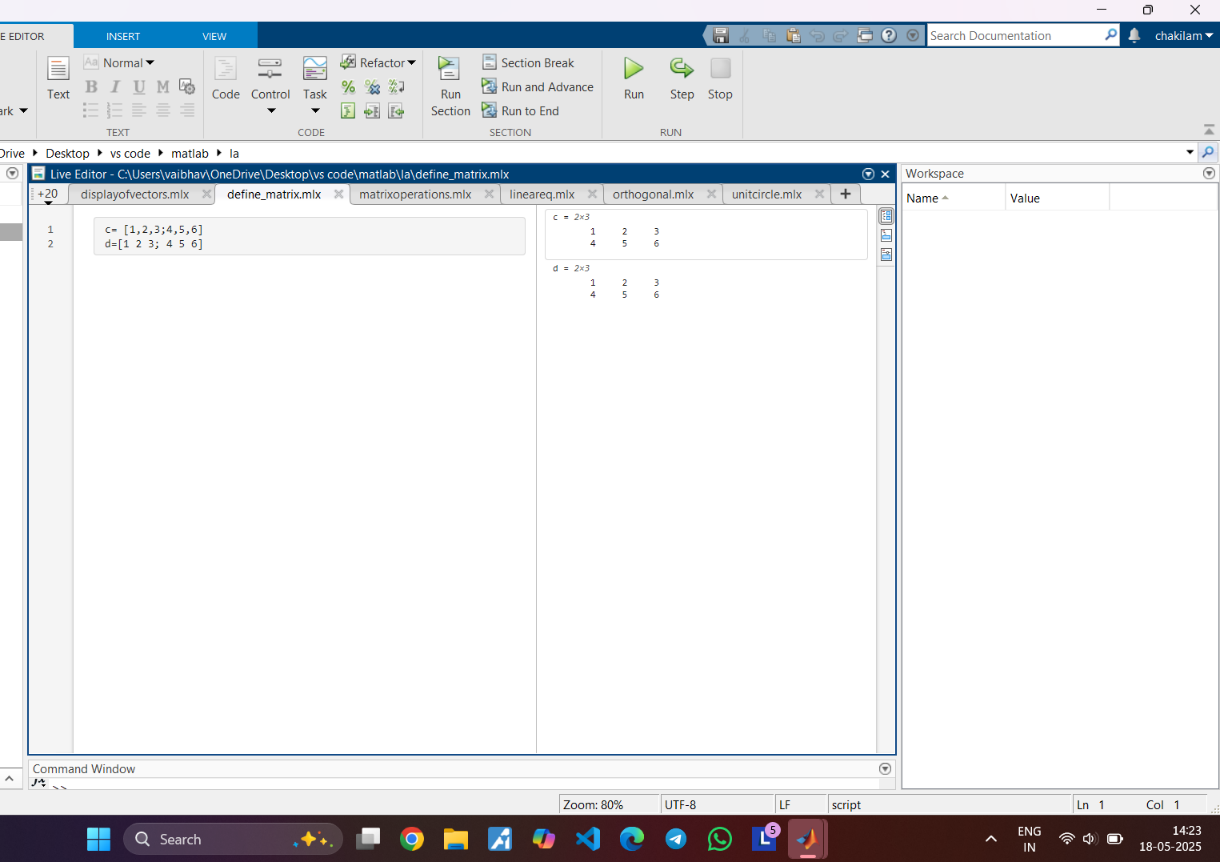 E EDITOR INSERT VIEW Search Documentation chakilam
Text Normal Code Control Task Refactor Run Section Section Break Run and Advance Run to End Run Step Stop
ark
TEXT CODE SECTION RUN
Drive Desktop vs code matlab la
Live Editor - C:\Users\vaibhav\OneDrive\Desktop\vs code\matlab\la\define_matrix.mlx
+20 displayofvectors.mlx define_matrix.mlx matrixoperations.mlx lineareq.mlx orthogonal.mlx unitcircle.mlx +
1 c= [1,2,3;4,5,6]
2 d=[1 2 3; 4 5 6]
c = 2×3
1 2 3
4 5 6
d = 2×3
1 2 3
4 5 6
Workspace
Name Value
Command Window
>>
Zoom: 80% UTF-8 LF script Ln 1 Col 1
Search 5 ENG IN 14:23 18-05-2025